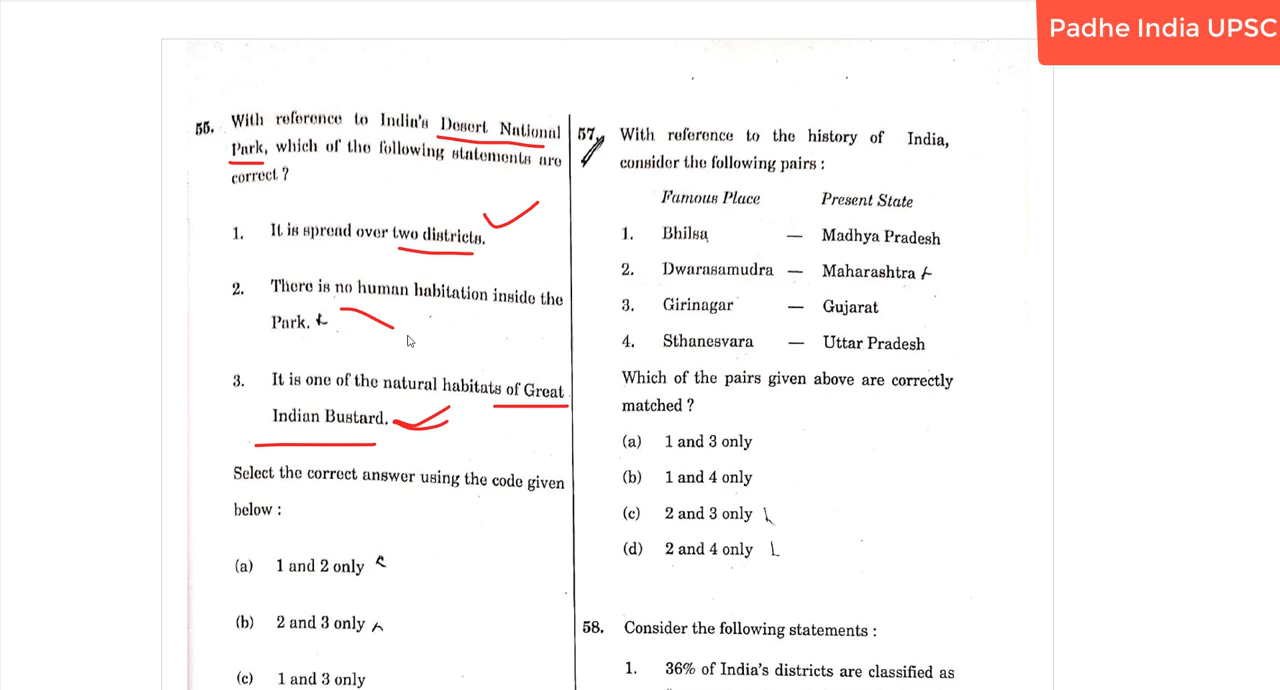 Padhe India UPSC
55. With reference to India's Desert National
Park, which of the following statements are
correct ?
1. It is spread over two districts.
2. There is no human habitation inside the
Park.
3. It is one of the natural habitats of Great
Indian Bustard.
Select the correct answer using the code given
below :
(a) 1 and 2 only
(b) 2 and 3 only
(c) 1 and 3 only
57. With reference to the history of India,
consider the following pairs :
Famous Place Present State
1. Bhilsa — Madhya Pradesh
2. Dwarasamudra — Maharashtra
3. Girinagar — Gujarat
4. Sthanesvara — Uttar Pradesh
Which of the pairs given above are correctly
matched ?
(a) 1 and 3 only
(b) 1 and 4 only
(c) 2 and 3 only
(d) 2 and 4 only
58. Consider the following statements :
1. 36% of India's districts are classified as